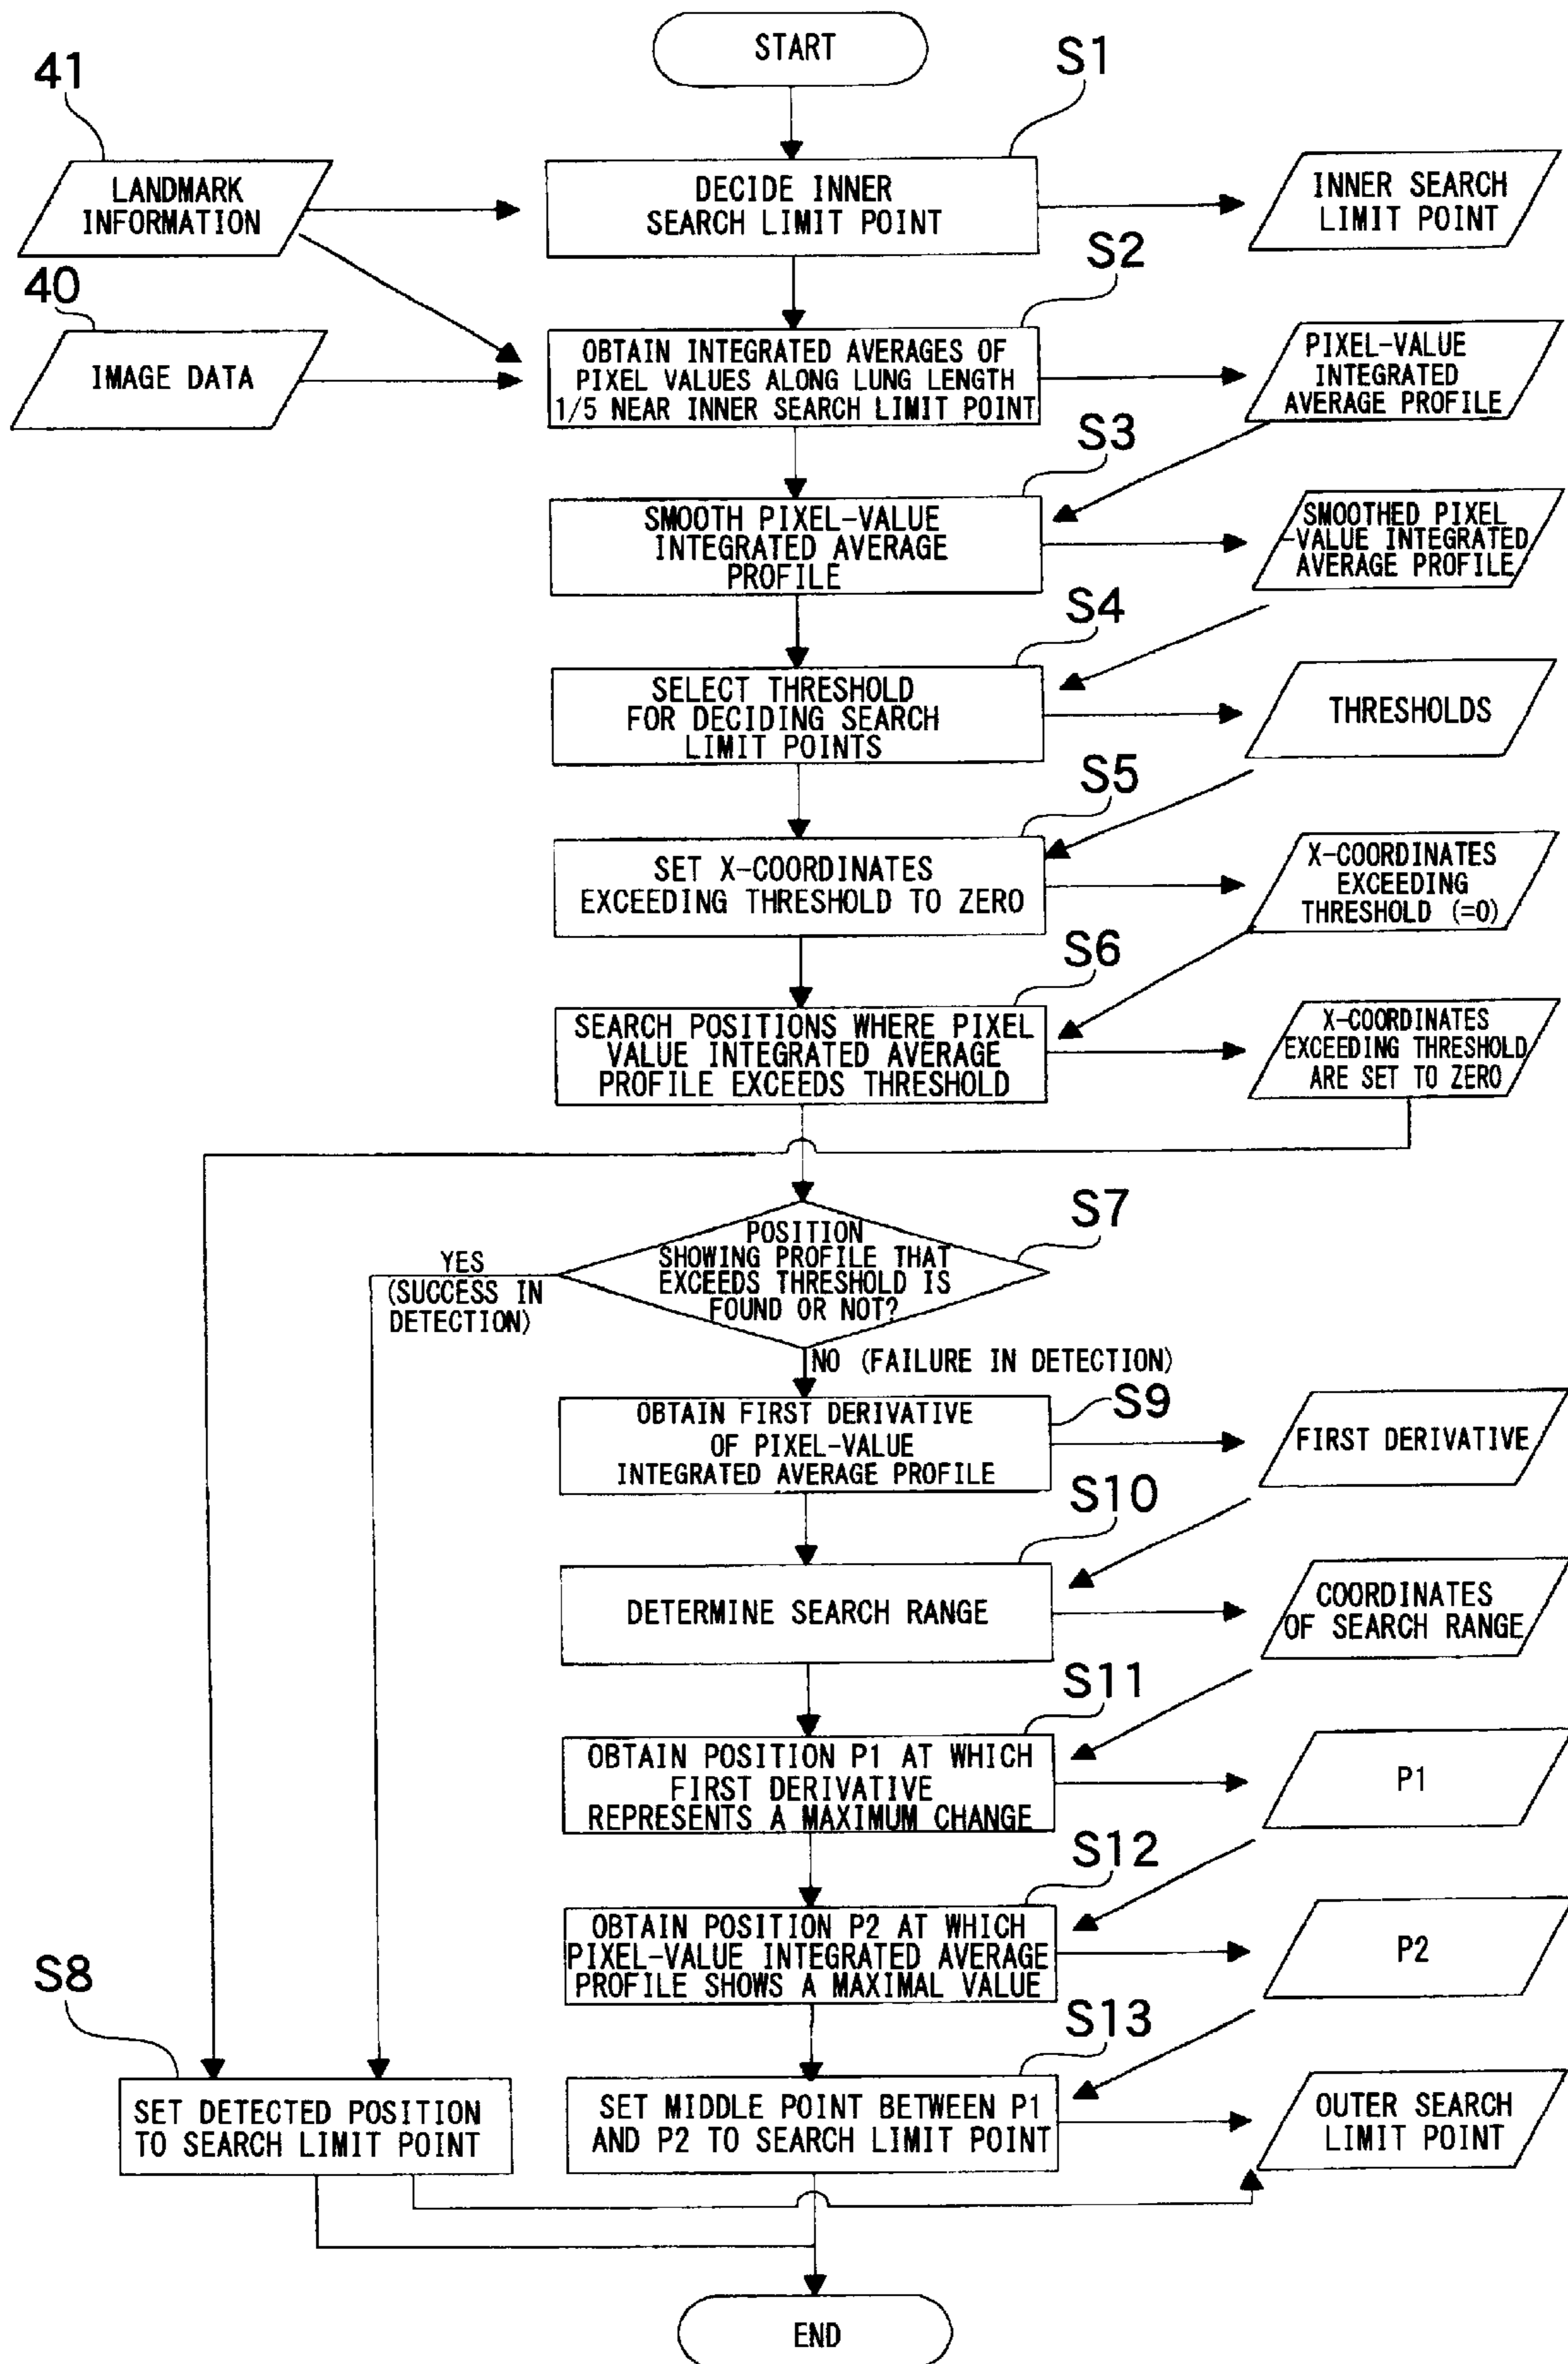 START
S1
41
LANDMARK
INFORMATION
DECIDE INNER
SEARCH LIMIT POINT
INNER SEARCH
LIMIT POINT
S2
40
IMAGE DATA
OBTAIN INTEGRATED AVERAGES OF
PIXEL VALUES ALONG LUNG LENGTH
1/5 NEAR INNER SEARCH LIMIT POINT
PIXEL-VALUE
INTEGRATED
AVERAGE PROFILE
S3
SMOOTH PIXEL-VALUE
INTEGRATED AVERAGE
PROFILE
SMOOTHED PIXEL
-VALUE INTEGRATED
AVERAGE PROFILE
S4
SELECT THRESHOLD
FOR DECIDING SEARCH
LIMIT POINTS
THRESHOLDS
S5
SET X-COORDINATES
EXCEEDING THRESHOLD TO ZERO
X-COORDINATES
EXCEEDING
THRESHOLD (=0)
S6
SEARCH POSITIONS WHERE PIXEL
VALUE INTEGRATED AVERAGE
PROFILE EXCEEDS THRESHOLD
X-COORDINATES
EXCEEDING THRESHOLD
ARE SET TO ZERO
S7
POSITION
SHOWING PROFILE THAT
EXCEEDS THRESHOLD IS
FOUND OR NOT?
YES
(SUCCESS IN
DETECTION)
NO (FAILURE IN DETECTION)
S9
OBTAIN FIRST DERIVATIVE
OF PIXEL-VALUE
INTEGRATED AVERAGE PROFILE
FIRST DERIVATIVE
S10
DETERMINE SEARCH RANGE
COORDINATES
OF SEARCH RANGE
S11
OBTAIN POSITION P1 AT WHICH
FIRST DERIVATIVE
REPRESENTS A MAXIMUM CHANGE
P1
S12
OBTAIN POSITION P2 AT WHICH
PIXEL-VALUE INTEGRATED AVERAGE
PROFILE SHOWS A MAXIMAL VALUE
P2
S8
SET DETECTED POSITION
TO SEARCH LIMIT POINT
S13
SET MIDDLE POINT BETWEEN P1
AND P2 TO SEARCH LIMIT POINT
OUTER SEARCH
LIMIT POINT
END